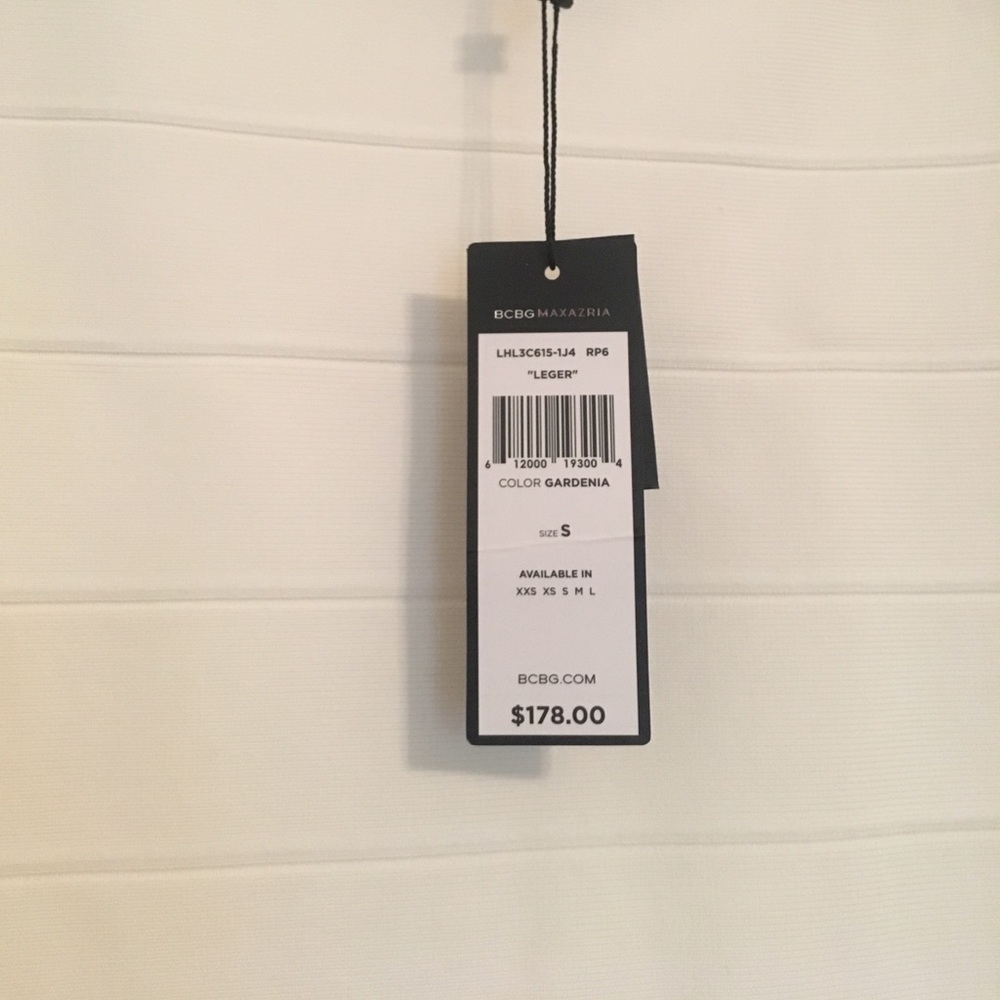 BCBGMAXAZRIA
LHL3C615-1J4 RP6
"LEGER"
6 12000 19300 4
COLOR GARDENIA
SIZE S
AVAILABLE IN
XXS XS S M L
BCBG.COM
$178.00